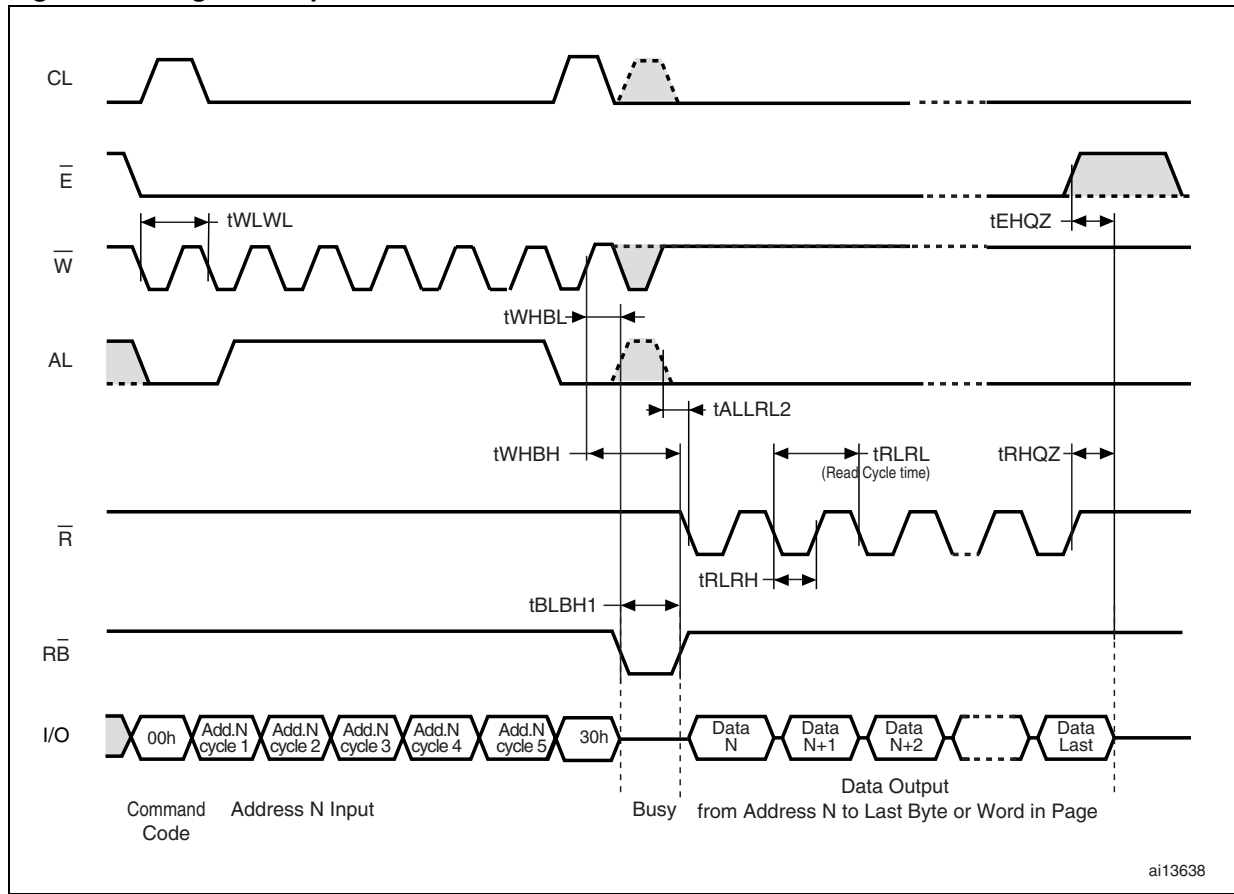 CL
E
tWLWL
tEHQZ
W
tWHBL
AL
tALLRL2
tWHBH
tRLRL
(Read Cycle time)
tRHQZ
R
tRLRH
tBLBH1
RB
I/O
00h
Add.N
cycle 1
Add.N
cycle 2
Add.N
cycle 3
Add.N
cycle 4
Add.N
cycle 5
30h
Data
N
Data
N+1
Data
N+2
Data
Last
Command
Code
Address N Input
Busy
Data Output
from Address N to Last Byte or Word in Page
ai13638